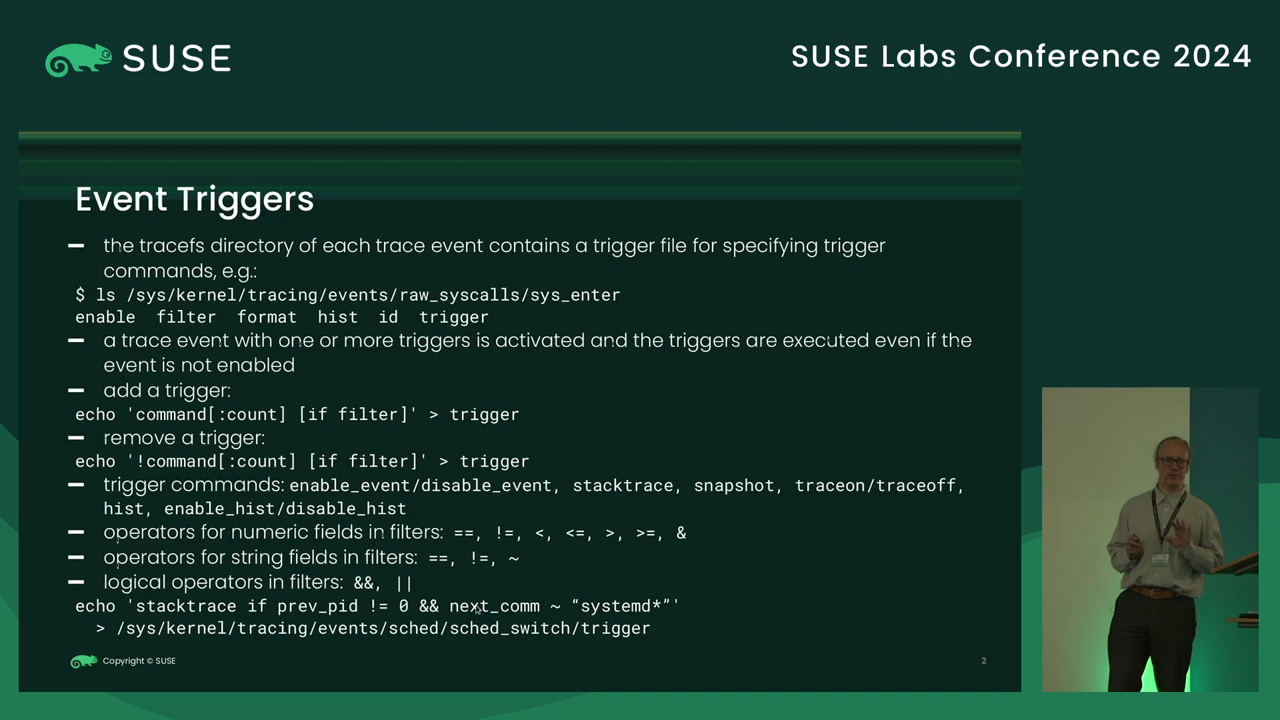 SUSE
SUSE Labs Conference 2024
Event Triggers
— the tracefs directory of each trace event contains a trigger file for specifying trigger
commands, e.g.:
$ ls /sys/kernel/tracing/events/raw_syscalls/sys_enter
enable  filter  format  hist  id  trigger
— a trace event with one or more triggers is activated and the triggers are executed even if the
event is not enabled
— add a trigger:
echo 'command[:count] [if filter]' > trigger
— remove a trigger:
echo '!command[:count] [if filter]' > trigger
— trigger commands: enable_event/disable_event, stacktrace, snapshot, traceon/traceoff,
hist, enable_hist/disable_hist
— operators for numeric fields in filters: ==, !=, <, <=, >, >=, &
— operators for string fields in filters: ==, !=, ~
— logical operators in filters: &&, ||
echo 'stacktrace if prev_pid != 0 && next_comm ~ “systemd*”'
> /sys/kernel/tracing/events/sched/sched_switch/trigger
Copyright © SUSE
2